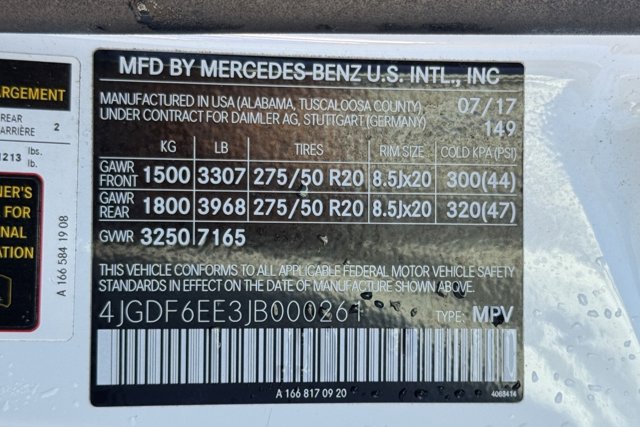 MFD BY MERCEDES-BENZ U.S. INTL., INC
MANUFACTURED IN USA (ALABAMA, TUSCALOOSA COUNTY) 07/17
UNDER CONTRACT FOR DAIMLER AG, STUTTGART (GERMANY) 149
KG LB TIRES RIM SIZE COLD KPA (PSI)
GAWR FRONT 1500 3307 275/50 R20 8.5Jx20 300(44)
GAWR REAR 1800 3968 275/50 R20 8.5Jx20 320(47)
GWR 3250 7165
THIS VEHICLE CONFORMS TO ALL APPLICABLE FEDERAL MOTOR VEHICLE SAFETY
STANDARDS IN EFFECT ON THE DATE OF MANUFACTURE SHOWN ABOVE.
4JGDF6EE3JB000261 TYPE: MPV
A 166 817 09 20 4068414
ARGEMENT
REAR
ARRIÈRE 2
lbs.
1213 lb.
NER'S
FOR
ONAL
ATION
A 166 584 19 08